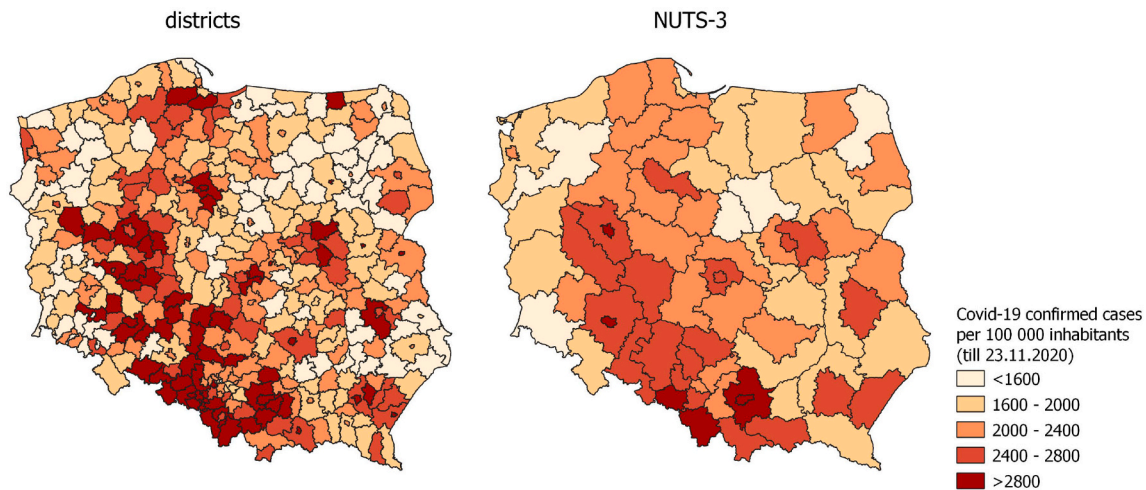 districts
NUTS-3
Covid-19 confirmed cases
per 100 000 inhabitants
(till 23.11.2020)
<1600
1600 - 2000
2000 - 2400
2400 - 2800
>2800